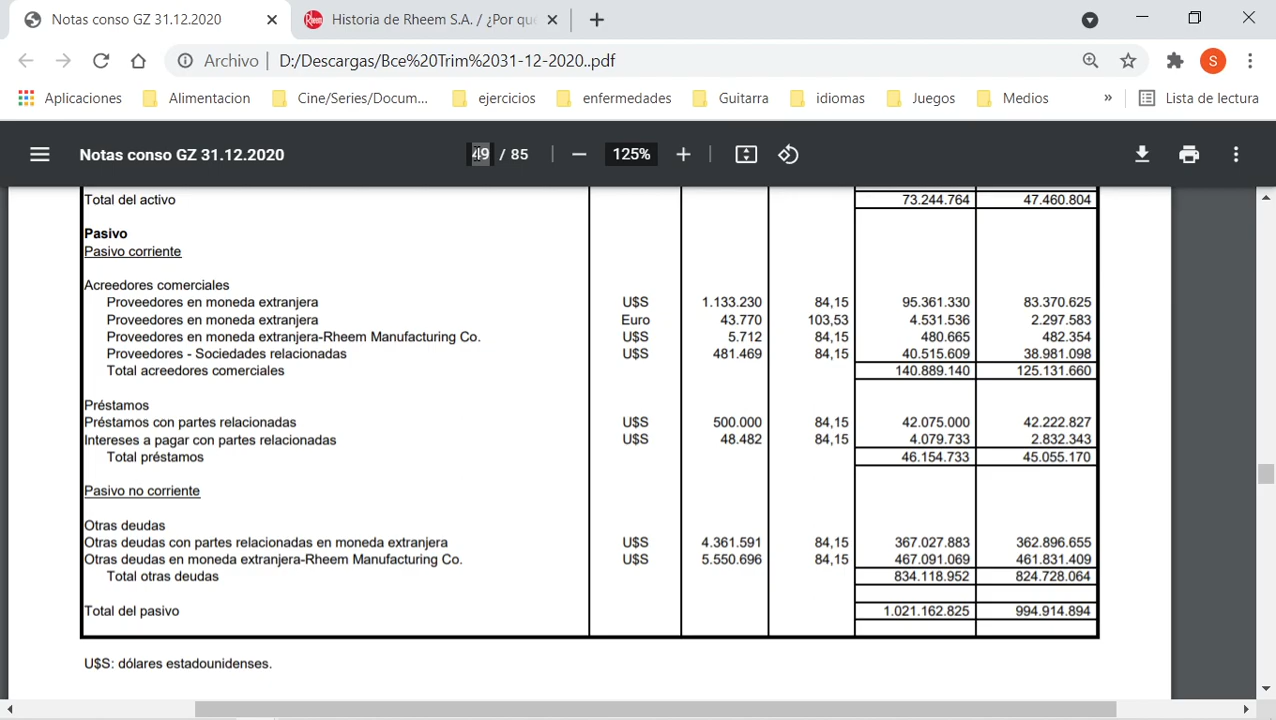 Notas conso GZ 31.12.2020
Historia de Rheem S.A. / ¿Por qu
Archivo | D:/Descargas/Bce%20Trim%2031-12-2020..pdf
S
Aplicaciones Alimentacion Cine/Series/Docum... ejercicios enfermedades Guitarra idiomas Juegos Medios » Lista de lectura
Notas conso GZ 31.12.2020 49 / 85 125%
Total del activo 73.244.764 47.460.804
Pasivo
Pasivo corriente
Acreedores comerciales
Proveedores en moneda extranjera U$S 1.133.230 84,15 95.361.330 83.370.625
Proveedores en moneda extranjera Euro 43.770 103,53 4.531.536 2.297.583
Proveedores en moneda extranjera-Rheem Manufacturing Co. U$S 5.712 84,15 480.665 482.354
Proveedores - Sociedades relacionadas U$S 481.469 84,15 40.515.609 38.981.098
Total acreedores comerciales 140.889.140 125.131.660
Préstamos
Préstamos con partes relacionadas U$S 500.000 84,15 42.075.000 42.222.827
Intereses a pagar con partes relacionadas U$S 48.482 84,15 4.079.733 2.832.343
Total préstamos 46.154.733 45.055.170
Pasivo no corriente
Otras deudas
Otras deudas con partes relacionadas en moneda extranjera U$S 4.361.591 84,15 367.027.883 362.896.655
Otras deudas en moneda extranjera-Rheem Manufacturing Co. U$S 5.550.696 84,15 467.091.069 461.831.409
Total otras deudas 834.118.952 824.728.064
Total del pasivo 1.021.162.825 994.914.894
U$S: dólares estadounidenses.